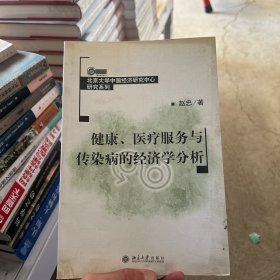 北京大学中国经济研究中心
研究系列
赵忠/著
健康、医疗服务与
传染病的经济学分析
北京大学出版社